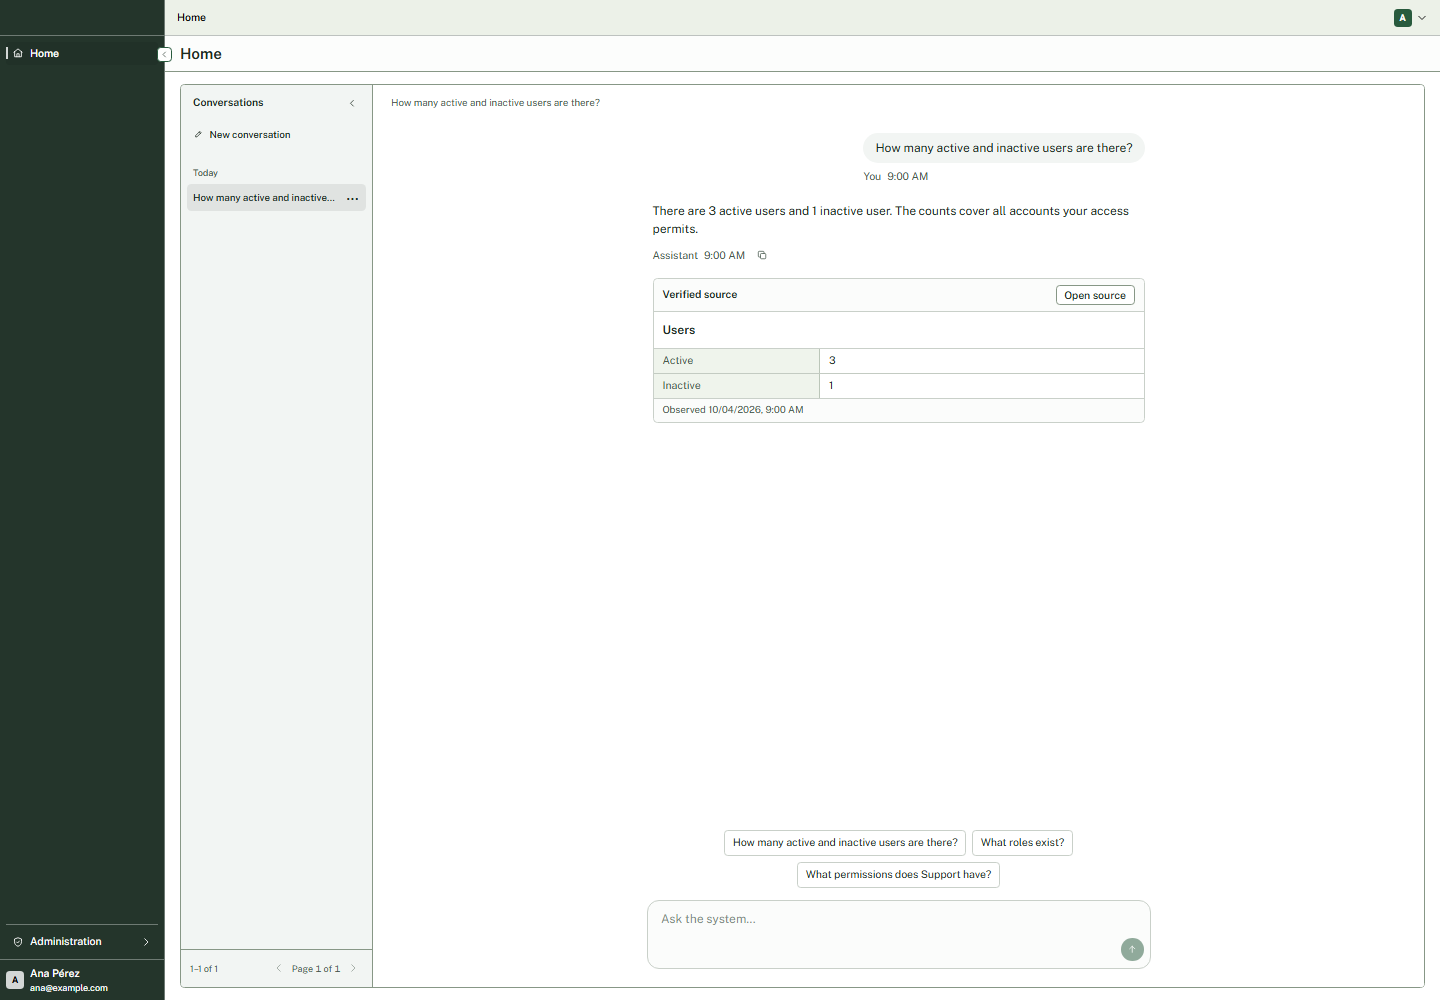 Home
A
Home
Home
Conversations
How many active and inactive users are there?
New conversation
Today
How many active and inactive...
How many active and inactive users are there?
You 9:00 AM
There are 3 active users and 1 inactive user. The counts cover all accounts your access
permits.
Assistant 9:00 AM
Verified source
Open source
Users
Active 3
Inactive 1
Observed 10/04/2026, 9:00 AM
How many active and inactive users are there?
What roles exist?
What permissions does Support have?
Ask the system...
1–1 of 1
Page 1 of 1
Administration
A
Ana Pérez
ana@example.com